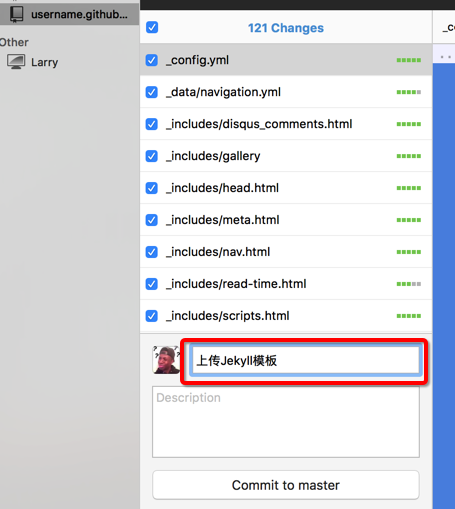 username.github...
Other
Larry
121 Changes
_config.yml
_data/navigation.yml
_includes/disqus_comments.html
_includes/gallery
_includes/head.html
_includes/meta.html
_includes/nav.html
_includes/read-time.html
_includes/scripts.html
上传Jekyll模板
Description
Commit to master
_co